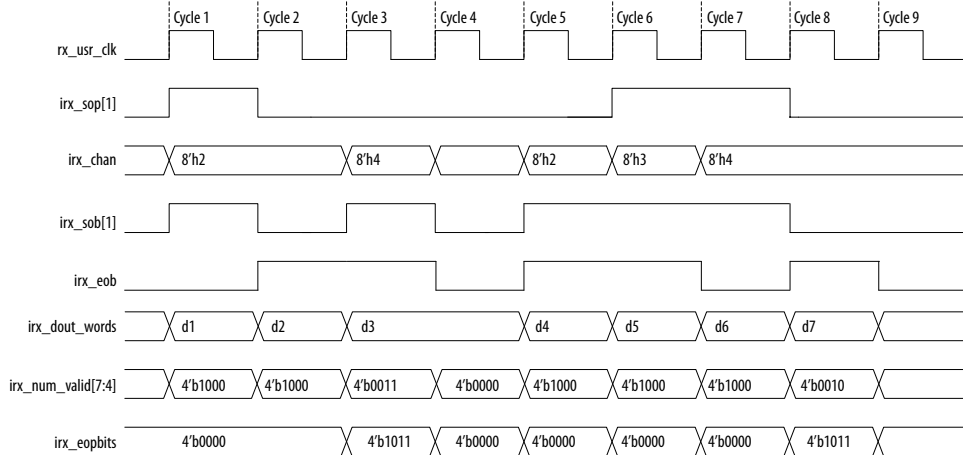 Cycle 1 Cycle 2 Cycle 3 Cycle 4 Cycle 5 Cycle 6 Cycle 7 Cycle 8 Cycle 9
rx_usr_clk
irx_sop[1]
irx_chan 8'h2 8'h4 8'h2 8'h3 8'h4
irx_sob[1]
irx_eob
irx_dout_words d1 d2 d3 d4 d5 d6 d7
irx_num_valid[7:4] 4'b1000 4'b1000 4'b0011 4'b0000 4'b1000 4'b1000 4'b1000 4'b0010
irx_eopbits 4'b0000 4'b1011 4'b0000 4'b0000 4'b0000 4'b0000 4'b1011